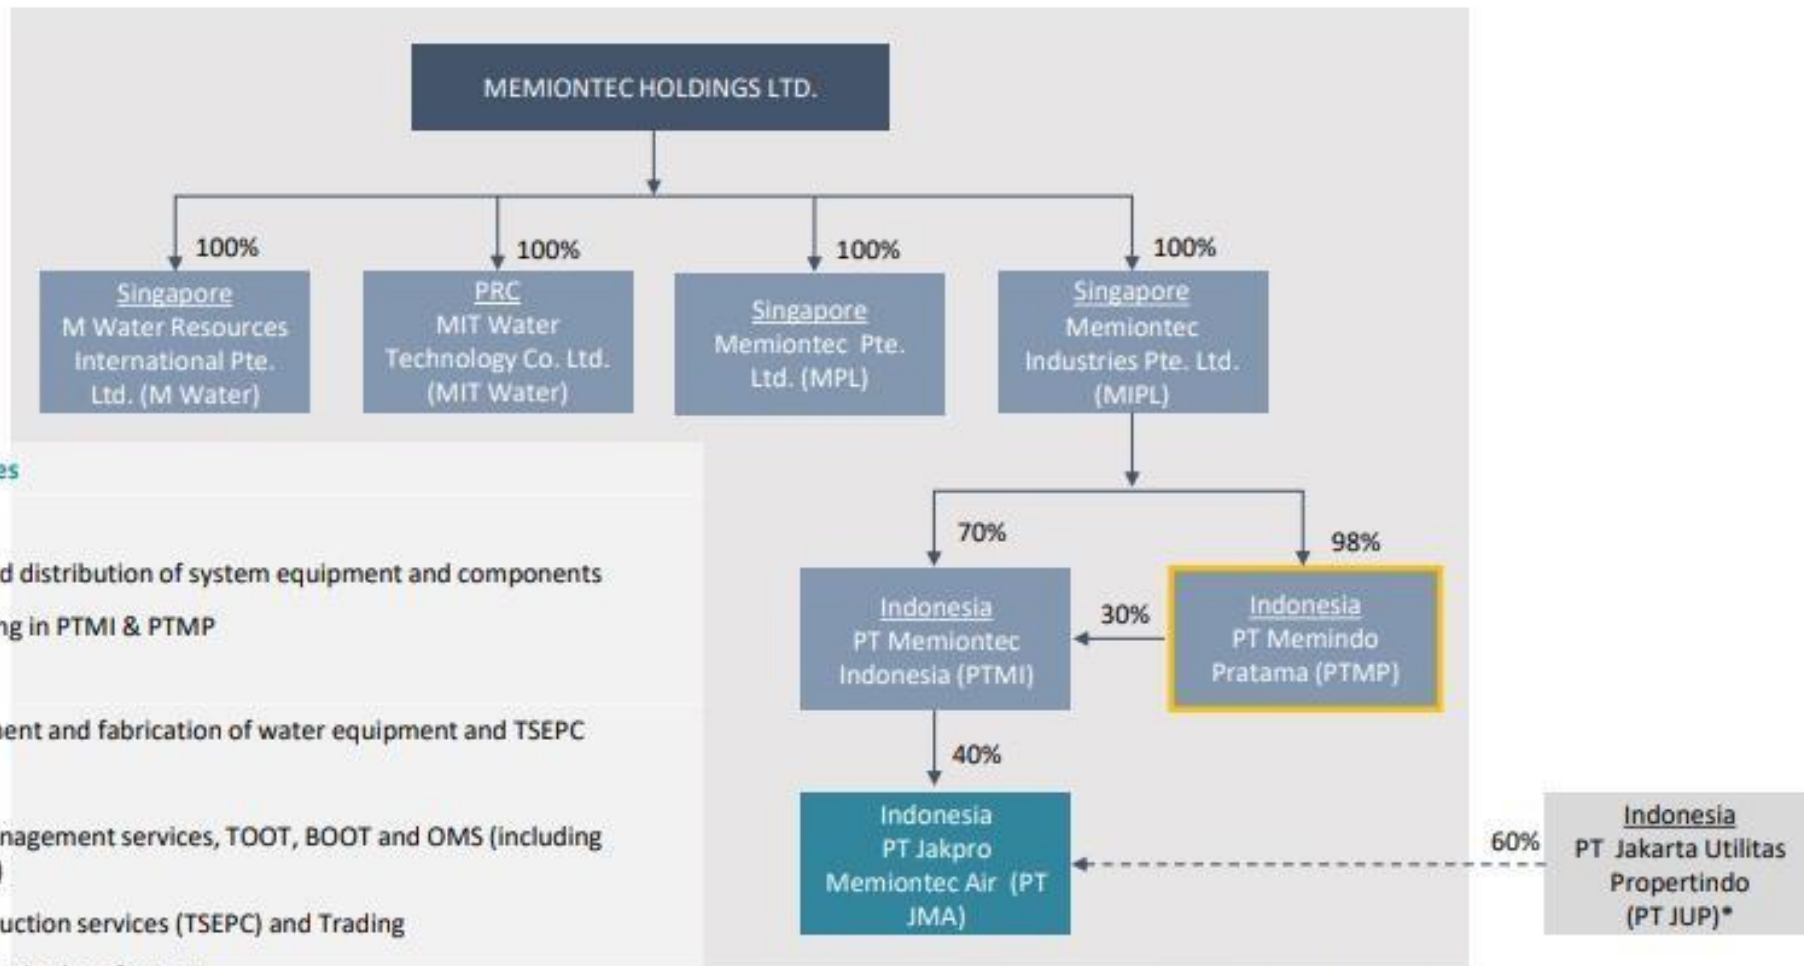 MEMIONTEC HOLDINGS LTD.
100%
100%
100%
100%
Singapore
M Water Resources
International Pte.
Ltd. (M Water)
PRC
MIT Water
Technology Co. Ltd.
(MIT Water)
Singapore
Memiontec Pte.
Ltd. (MPL)
Singapore
Memiontec
Industries Pte. Ltd.
(MIPL)
70%
98%
Indonesia
PT Memiontec
Indonesia (PTMI)
30%
Indonesia
PT Memindo
Pratama (PTMP)
40%
Indonesia
PT Jakpro
Memiontec Air (PT
JMA)
60%
Indonesia
PT Jakarta Utilitas
Propertindo
(PT JUP)*
es
d distribution of system equipment and components
ng in PTMI & PTMP
ent and fabrication of water equipment and TSEPC
nagement services, TOOT, BOOT and OMS (including
)
uction services (TSEPC) and Trading